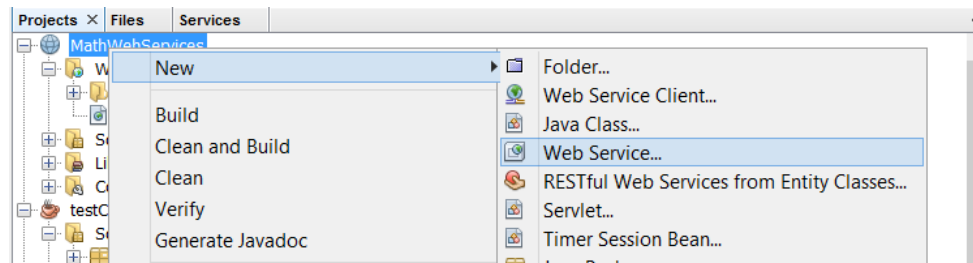 Projects × Files Services
MathWebServices
W
New
Folder...
Web Service Client...
Build
Java Class...
Clean and Build
Web Service...
Clean
RESTful Web Services from Entity Classes...
testC
Verify
Servlet...
Generate Javadoc
Timer Session Bean...